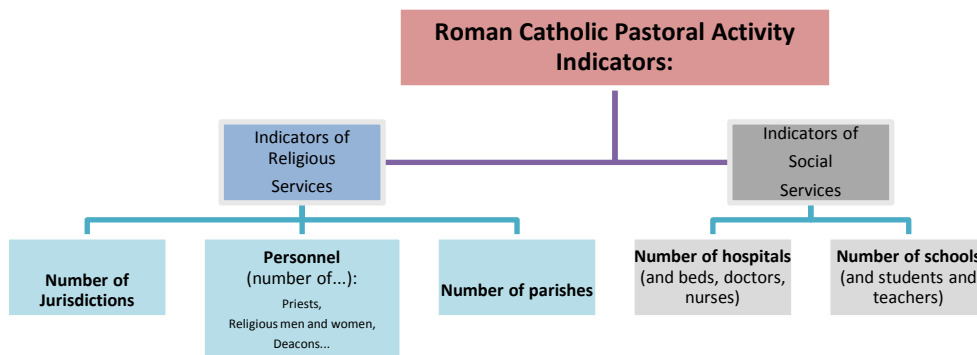 Roman Catholic Pastoral Activity
Indicators:
Indicators of
Religious
Services
Indicators of
Social
Services
Number of
Jurisdictions
Personnel
(number of...):
Priests,
Religious men and women,
Deacons...
Number of parishes
Number of hospitals
(and beds, doctors,
nurses)
Number of schools
(and students and
teachers)